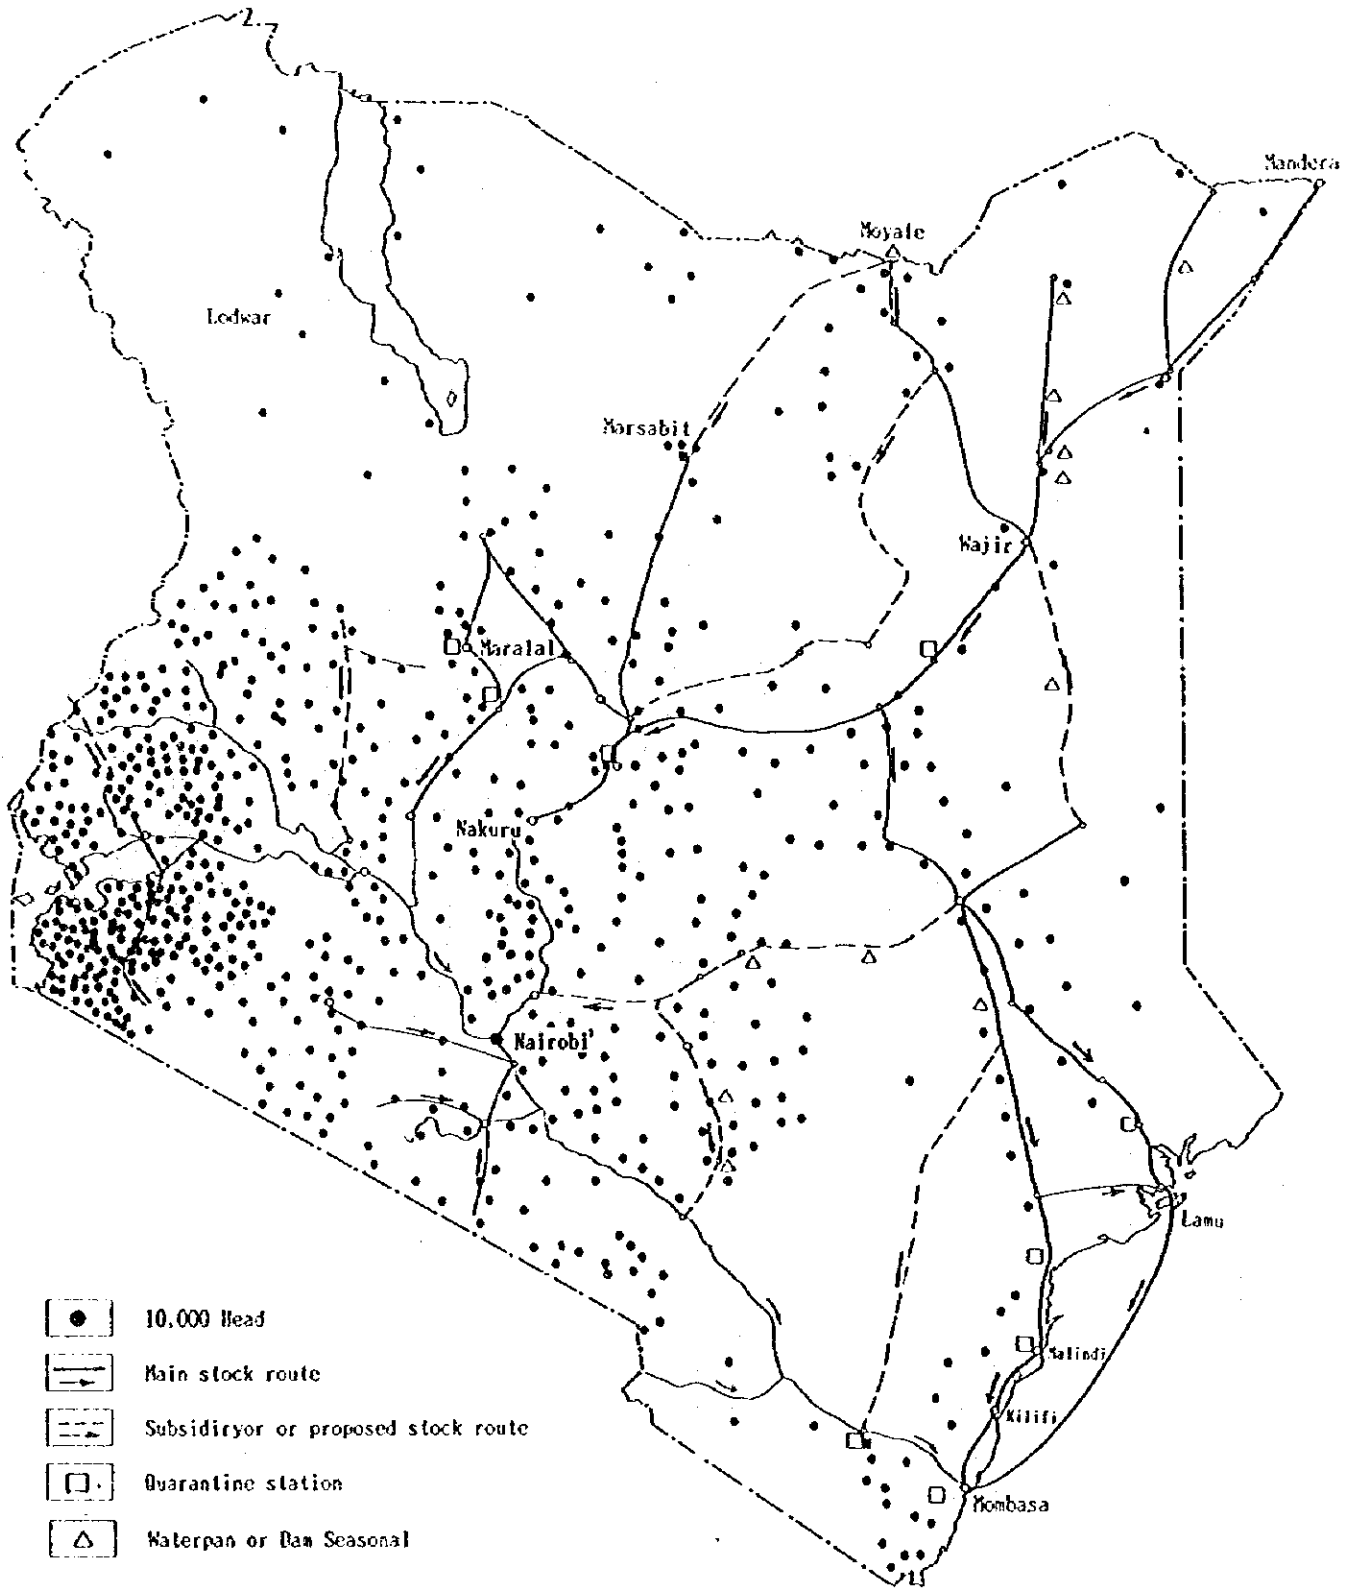 Mandera
Moyale
Lodwar
Marsabit
Wajir
Maralal
Nakuru
Nairobi
Lamu
Malindi
Kilifi
Mombasa
10,000 Head
Main stock route
Subsidiryor or proposed stock route
Quarantine station
Waterpan or Dam Seasonal